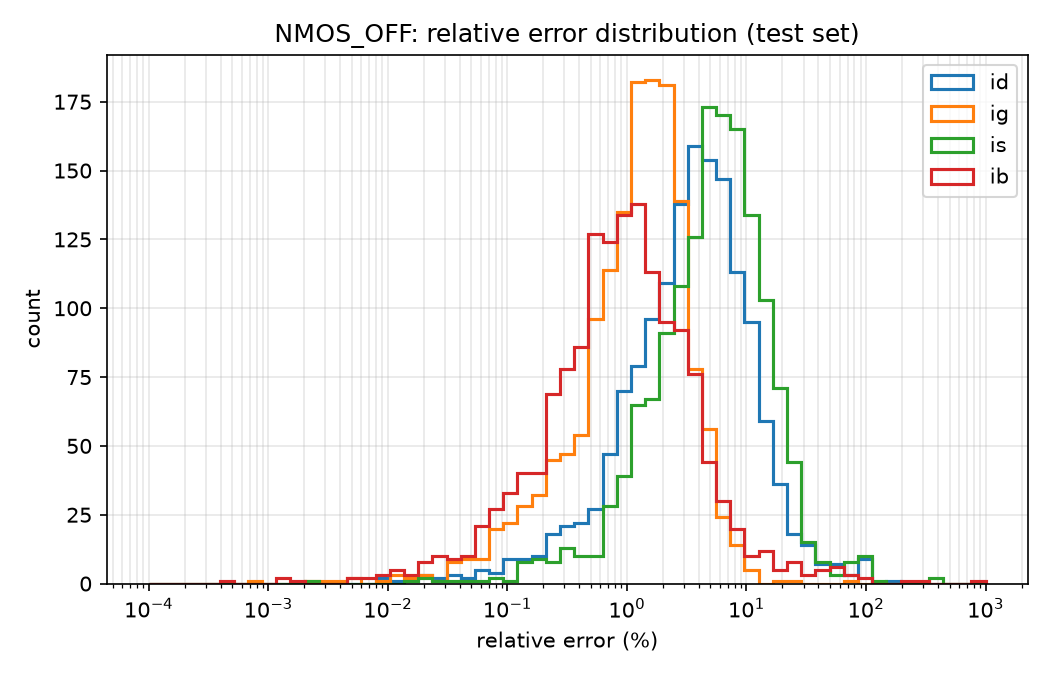 NMOS_OFF: relative error distribution (test set)
id
ig
is
ib
175
150
125
100
75
50
25
0
count
10⁻⁴
10⁻³
10⁻²
10⁻¹
10⁰
10¹
10²
10³
relative error (%)